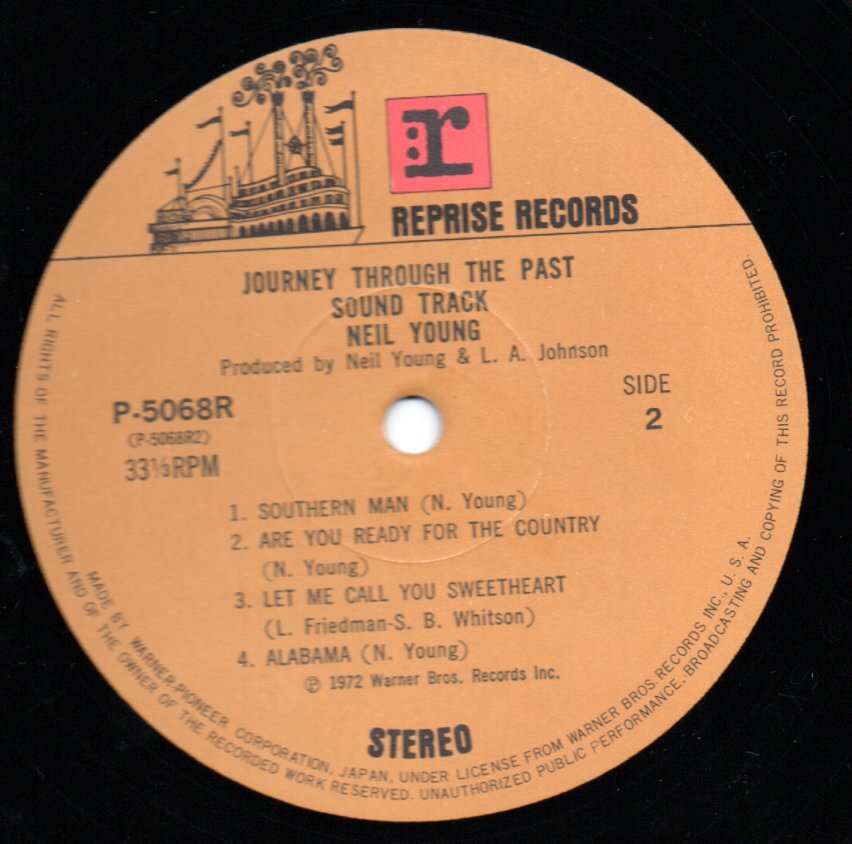 r
REPRISE RECORDS
JOURNEY THROUGH THE PAST
SOUND TRACK
NEIL YOUNG
Produced by Neil Young & L. A. Johnson
P-5068R
(P-5068R2)
33⅓RPM
SIDE
2
1. SOUTHERN MAN (N. Young)
2. ARE YOU READY FOR THE COUNTRY
(N. Young)
3. LET ME CALL YOU SWEETHEART
(L. Friedman-S. B. Whitson)
4. ALABAMA (N. Young)
Ⓟ 1972 Warner Bros. Records Inc.
STEREO
MADE BY WARNER-PIONEER CORPORATION, JAPAN, UNDER LICENSE FROM WARNER BROS. RECORDS INC., U. S. A.
ALL RIGHTS OF THE MANUFACTURER AND OF THE OWNER OF THE RECORDED WORK RESERVED. UNAUTHORIZED PUBLIC PERFORMANCE, BROADCASTING AND COPYING OF THIS RECORD PROHIBITED.